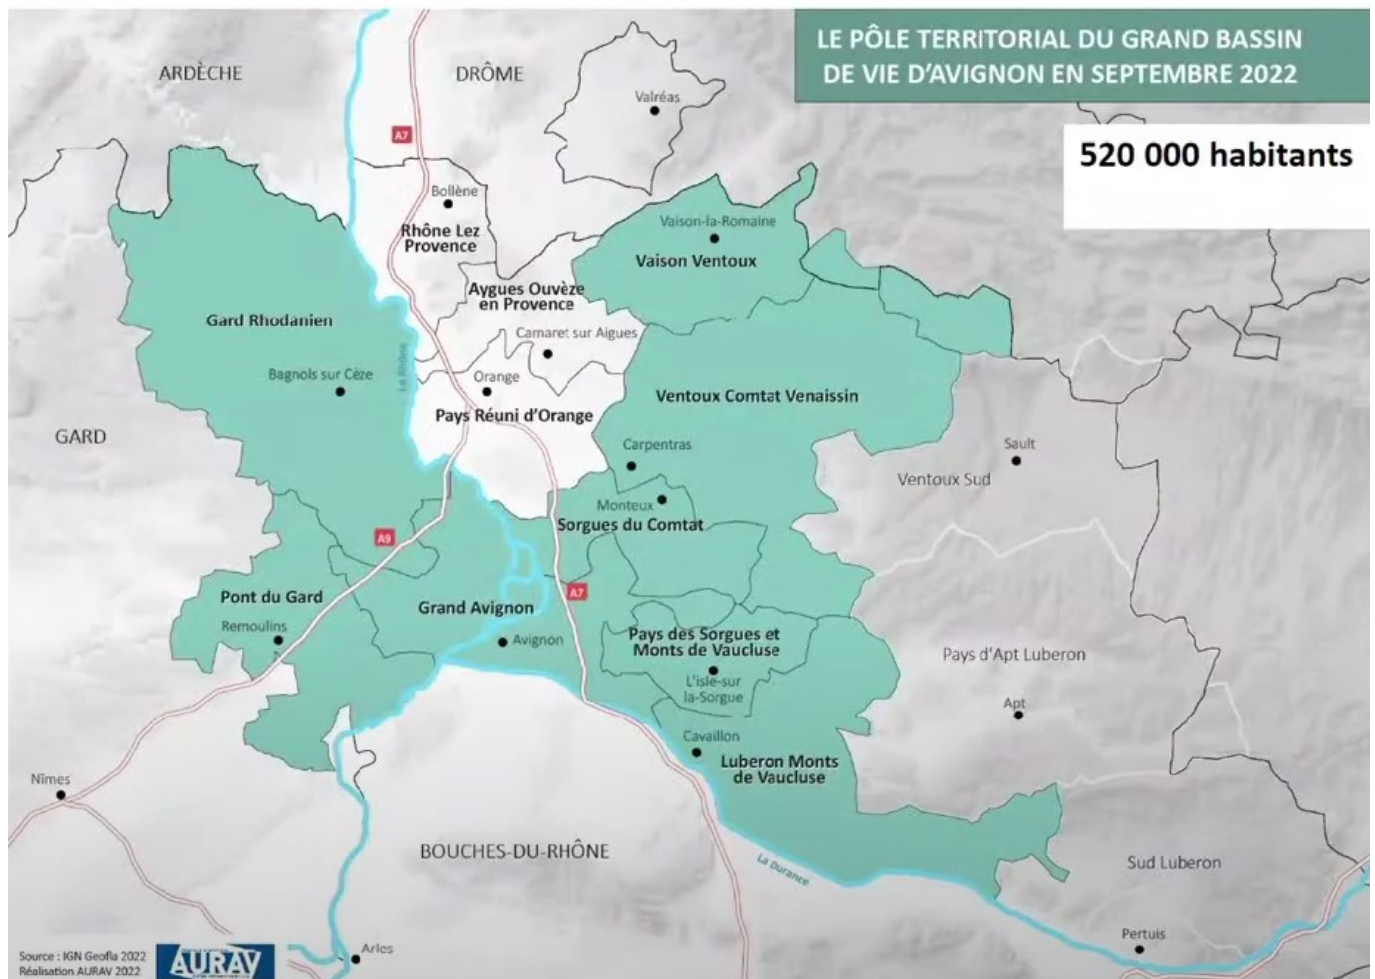 LE PÔLE TERRITORIAL DU GRAND BASSIN
DE VIE D'AVIGNON EN SEPTEMBRE 2022
520 000 habitants
ARDÈCHE
DRÔME
Valréas
A7
Bollène
Rhône Lez
Provence
Vaison-la-Romaine
Vaison Ventoux
Aygues Ouvèze
en Provence
Gard Rhodanien
Camaret sur Aigues
Le Rhône
Bagnols sur Cèze
Orange
Pays Réuni d'Orange
Ventoux Comtat Venaissin
GARD
Carpentras
Sault
Ventoux Sud
Monteux
Sorgues du Comtat
A9
A7
Pont du Gard
Grand Avignon
Remoulins
Avignon
Pays des Sorgues et
Monts de Vaucluse
L'isle-sur
la-Sorgue
Pays d'Apt Luberon
Apt
Cavaillon
Luberon Monts
de Vaucluse
Nîmes
BOUCHES-DU-RHÔNE
La Durance
Sud Luberon
Pertuis
Arles
Source : IGN Geofla 2022
Réalisation AURAV 2022
AURAV